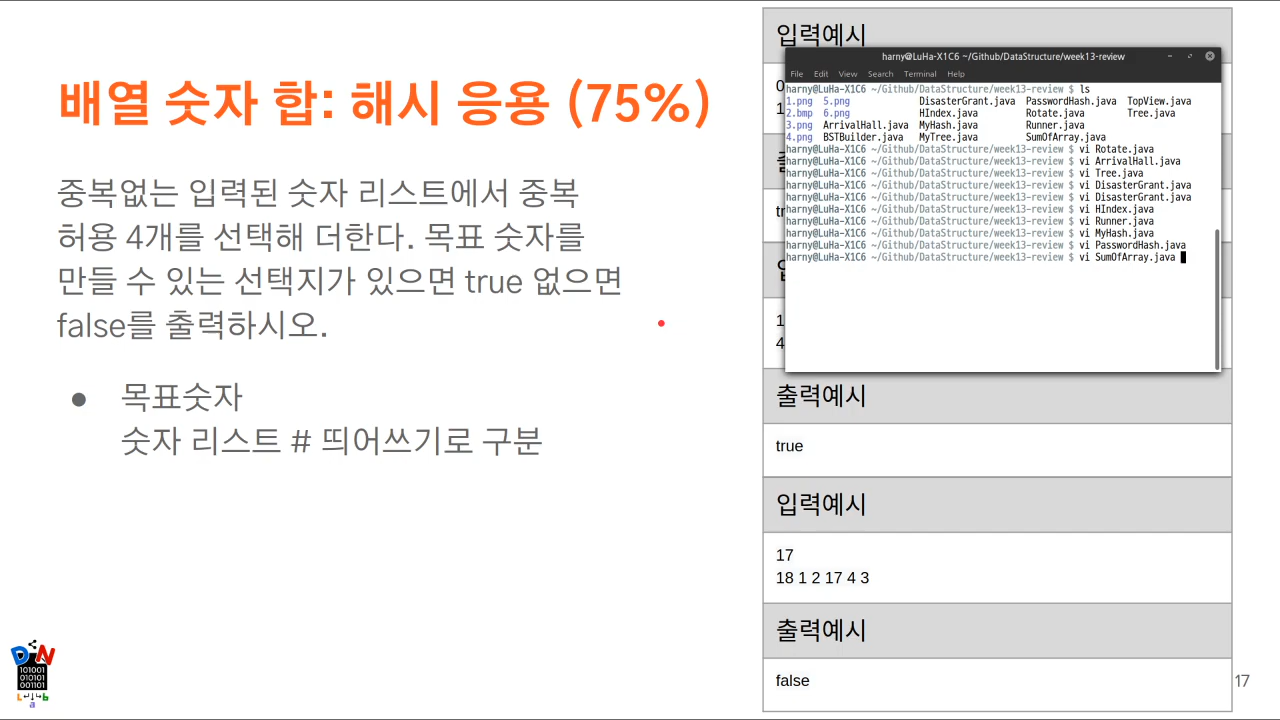 배열 숫자 합: 해시 응용 (75%)
중복없는 입력된 숫자 리스트에서 중복
허용 4개를 선택해 더한다. 목표 숫자를
만들 수 있는 선택지가 있으면 true 없으면
false를 출력하시오.
● 목표숫자
숫자 리스트 # 띄어쓰기로 구분
입력예시
harny@LuHa-X1C6 ~/Github/DataStructure/week13-review
File Edit View Search Terminal Help
harny@LuHa-X1C6 ~/Github/DataStructure/week13-review $ ls
1.png 5.png DisasterGrant.java PasswordHash.java TopView.java
2.bmp 6.png HIndex.java Rotate.java Tree.java
3.png ArrivalHall.java MyHash.java Runner.java
4.png BSTBuilder.java MyTree.java SumOfArray.java
harny@LuHa-X1C6 ~/Github/DataStructure/week13-review $ vi Rotate.java
harny@LuHa-X1C6 ~/Github/DataStructure/week13-review $ vi ArrivalHall.java
harny@LuHa-X1C6 ~/Github/DataStructure/week13-review $ vi Tree.java
harny@LuHa-X1C6 ~/Github/DataStructure/week13-review $ vi DisasterGrant.java
harny@LuHa-X1C6 ~/Github/DataStructure/week13-review $ vi DisasterGrant.java
harny@LuHa-X1C6 ~/Github/DataStructure/week13-review $ vi HIndex.java
harny@LuHa-X1C6 ~/Github/DataStructure/week13-review $ vi Runner.java
harny@LuHa-X1C6 ~/Github/DataStructure/week13-review $ vi MyHash.java
harny@LuHa-X1C6 ~/Github/DataStructure/week13-review $ vi PasswordHash.java
harny@LuHa-X1C6 ~/Github/DataStructure/week13-review $ vi SumOfArray.java
출력예시
true
입력예시
17
18 1 2 17 4 3
출력예시
false
17
101001
010101
001101